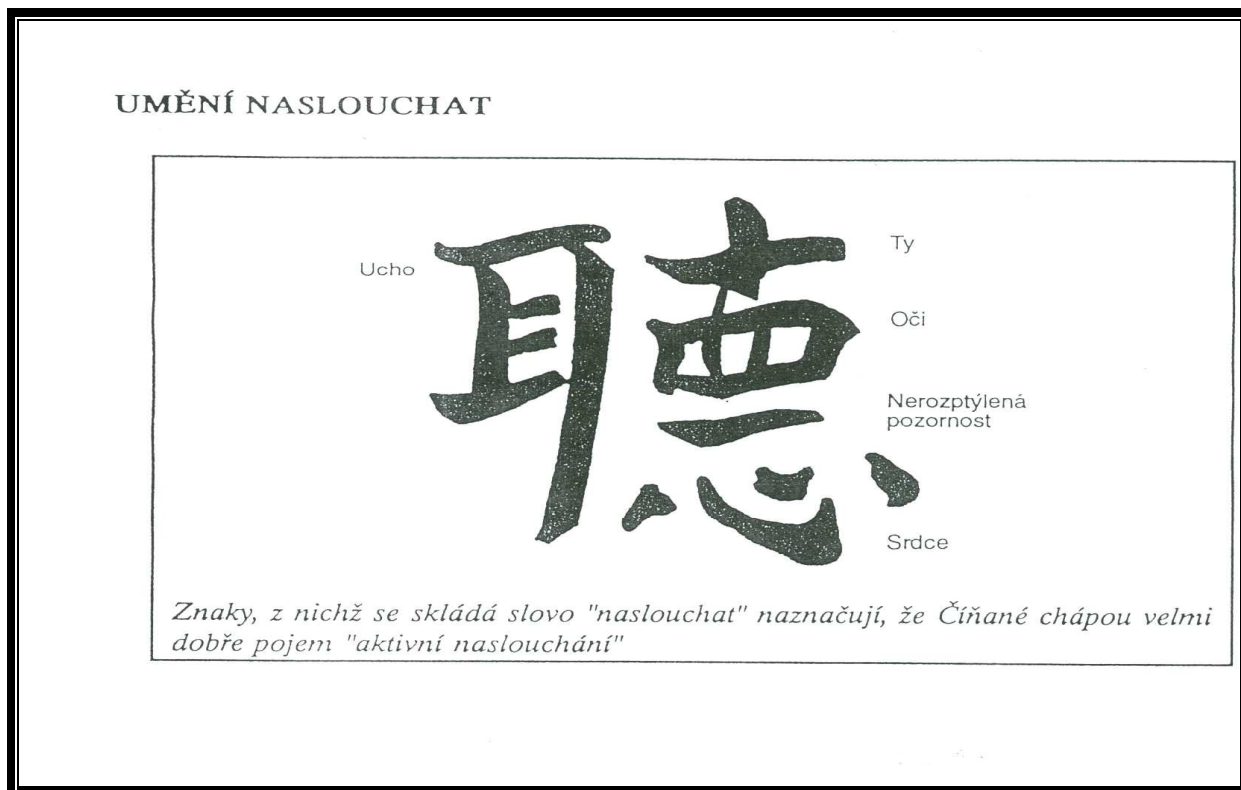 UMĚNÍ NASLOUCHAT
Ucho
聽
Ty
Oči
Nerozptýlená
pozornost
Srdce
Znaky, z nichž se skládá slovo "naslouchat" naznačují, že Číňané chápou velmi
dobře pojem "aktivní naslouchání"